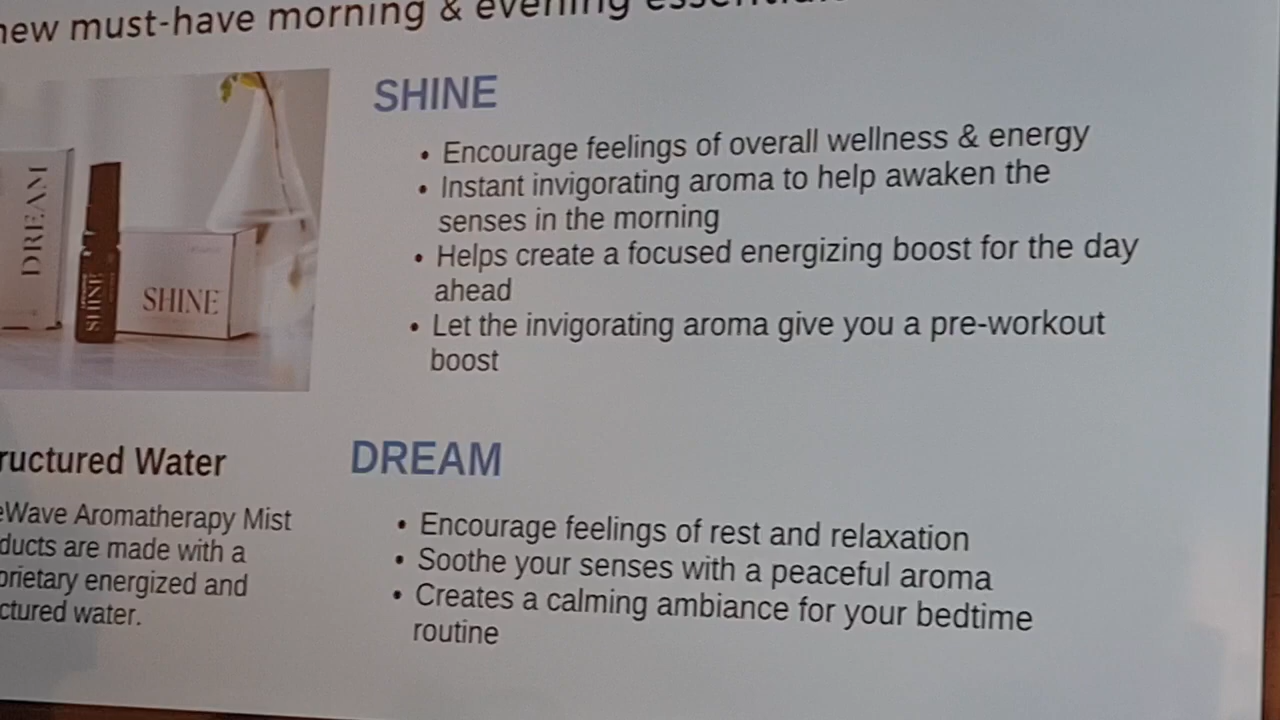 new must-have morning & evening
DREAM
SHINE
SHINE
SHINE
• Encourage feelings of overall wellness & energy
• Instant invigorating aroma to help awaken the
senses in the morning
• Helps create a focused energizing boost for the day
ahead
• Let the invigorating aroma give you a pre-workout
boost
ructured Water
eWave Aromatherapy Mist
ducts are made with a
prietary energized and
ctured water.
DREAM
• Encourage feelings of rest and relaxation
• Soothe your senses with a peaceful aroma
• Creates a calming ambiance for your bedtime
routine